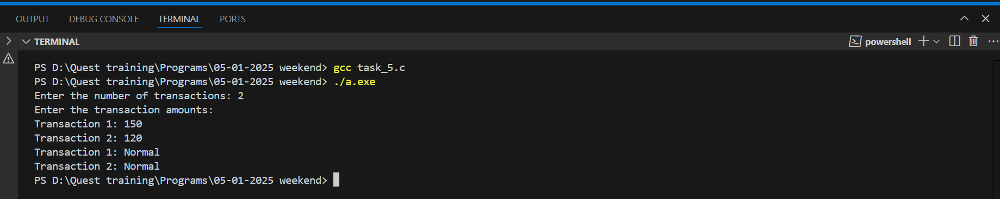 OUTPUT DEBUG CONSOLE TERMINAL PORTS
TERMINAL powershell
PS D:\Quest training\Programs\05-01-2025 weekend> gcc task_5.c
PS D:\Quest training\Programs\05-01-2025 weekend> ./a.exe
Enter the number of transactions: 2
Enter the transaction amounts:
Transaction 1: 150
Transaction 2: 120
Transaction 1: Normal
Transaction 2: Normal
PS D:\Quest training\Programs\05-01-2025 weekend>